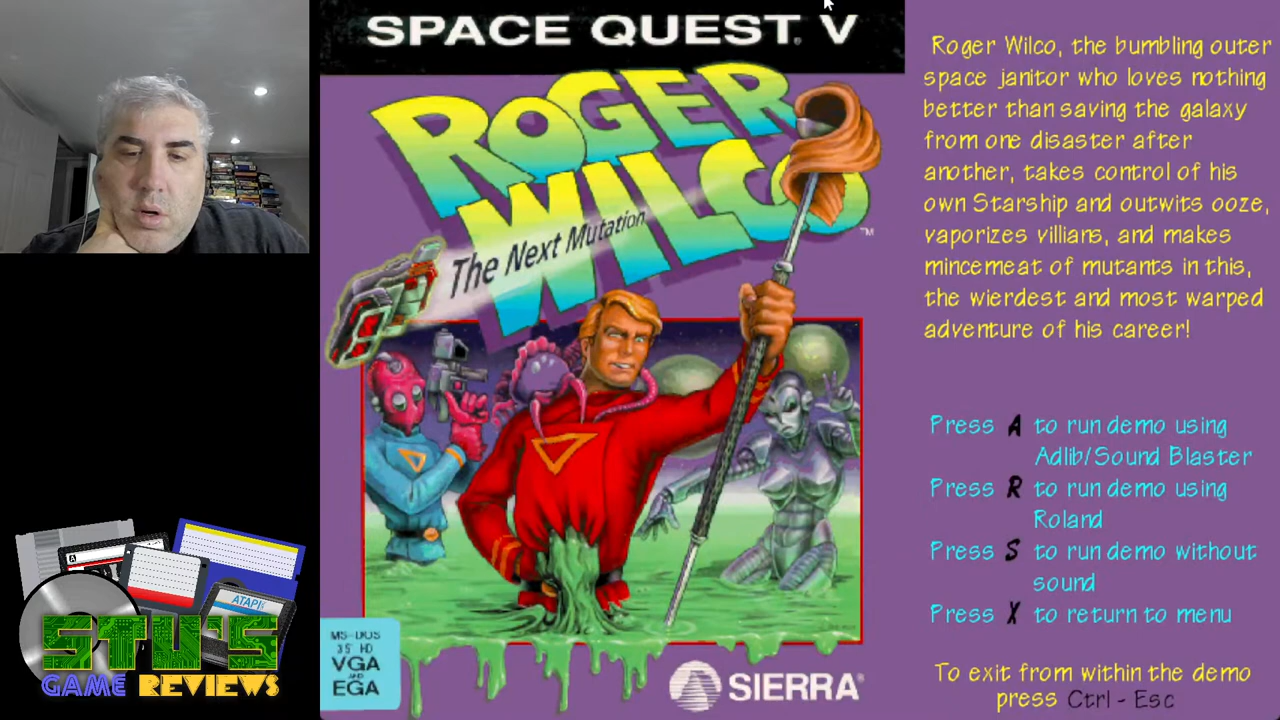 SPACE QUEST V
ROGER
WILCO
The Next Mutation
TM
MS-DOS
3.5" HD
VGA
AND
EGA
SIERRA
Roger Wilco, the bumbling outer
space janitor who loves nothing
better than saving the galaxy
from one disaster after
another, takes control of his
own Starship and outwits ooze,
vaporizes villians, and makes
mincemeat of mutants in this,
the wierdest and most warped
adventure of his career!
Press A to run demo using
Adlib/Sound Blaster
Press R to run demo using
Roland
Press S to run demo without
sound
Press X to return to menu
To exit from within the demo
press Ctrl - Esc
A
ATAPI
STU'S
GAME REVIEWS